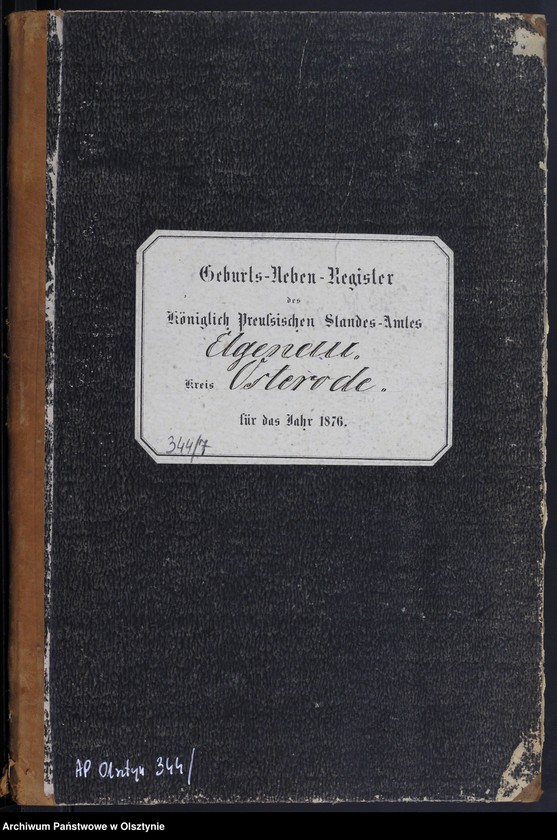 Geburts-Neben-Register
des
Königlich Preußischen Standes-Amtes
Elgenau.
Kreis Osterode.
für das Jahr 1876.
344/7
AP Olsztyn 344/
Archiwum Państwowe w Olsztynie